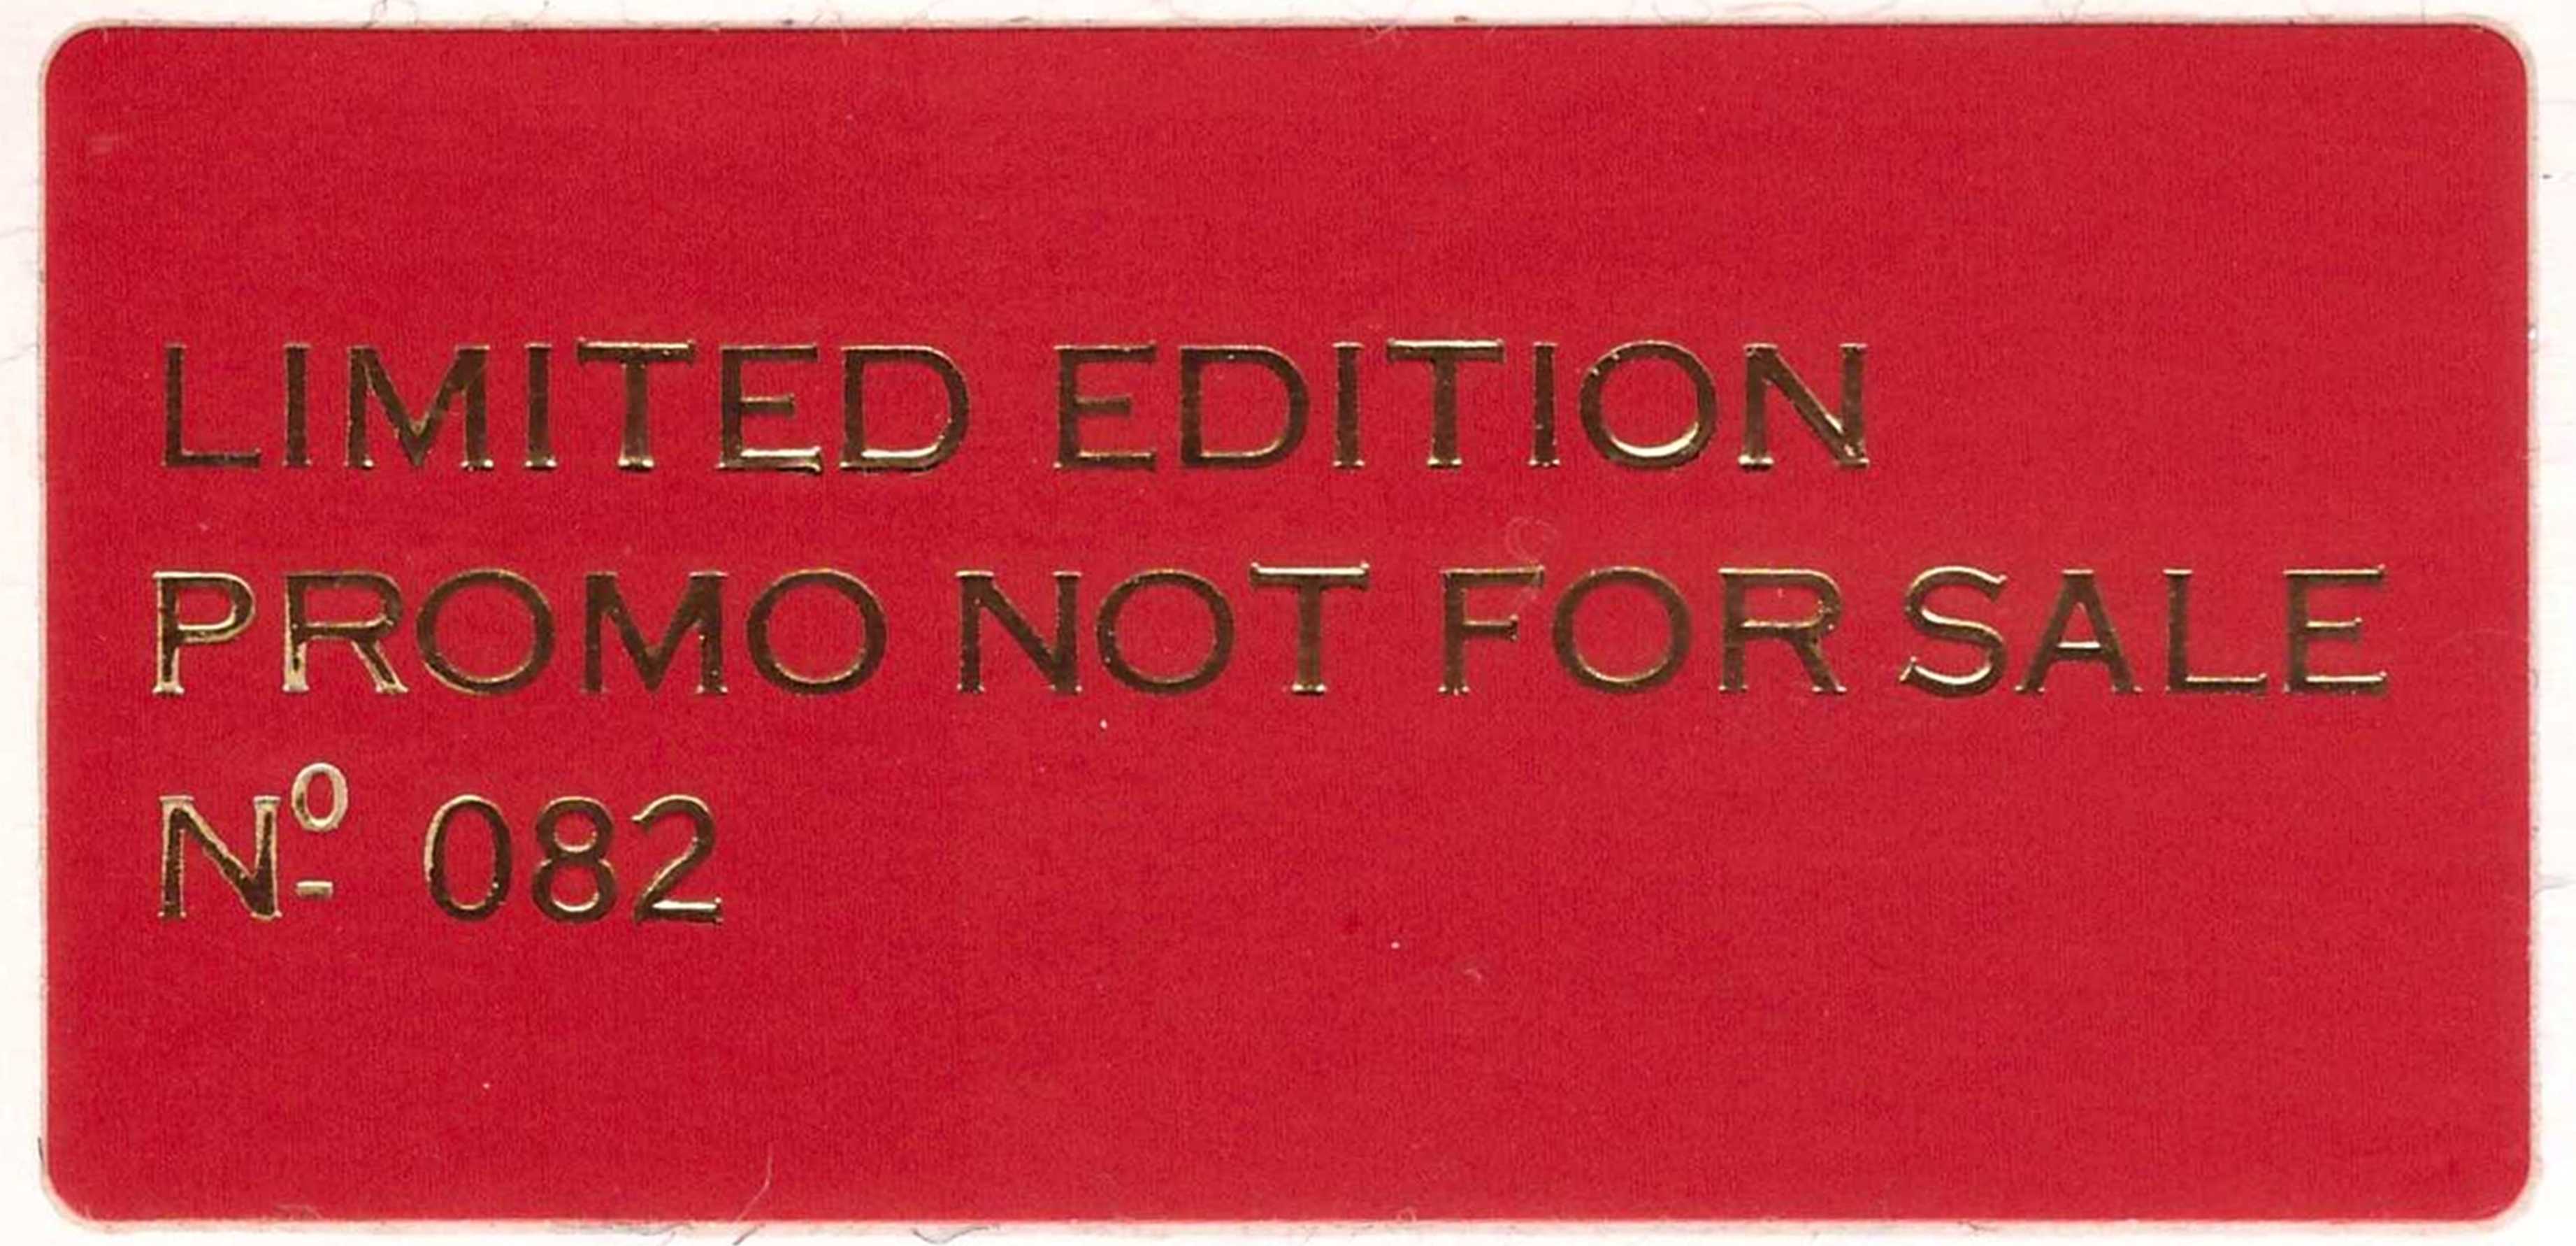 LIMITED EDITION
PROMO NOT FOR SALE
Nº 082